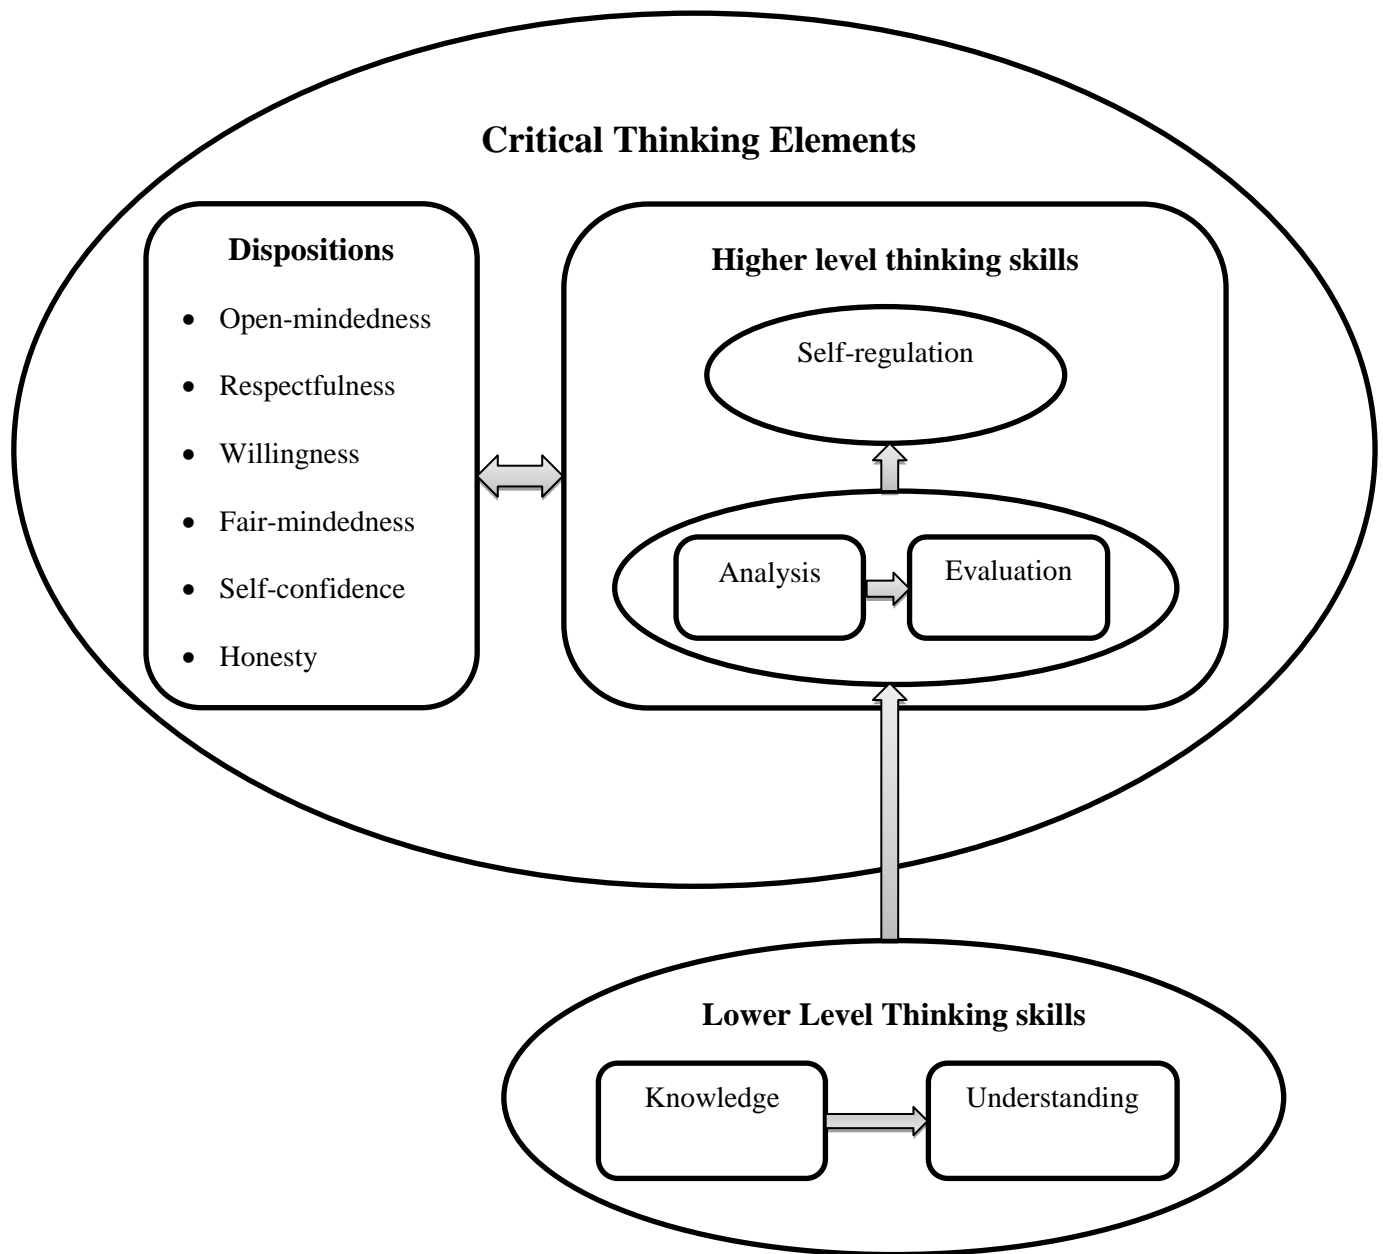 Critical Thinking Elements
Dispositions
• Open-mindedness
• Respectfulness
• Willingness
• Fair-mindedness
• Self-confidence
• Honesty
Higher level thinking skills
Self-regulation
Analysis
Evaluation
Lower Level Thinking skills
Knowledge
Understanding